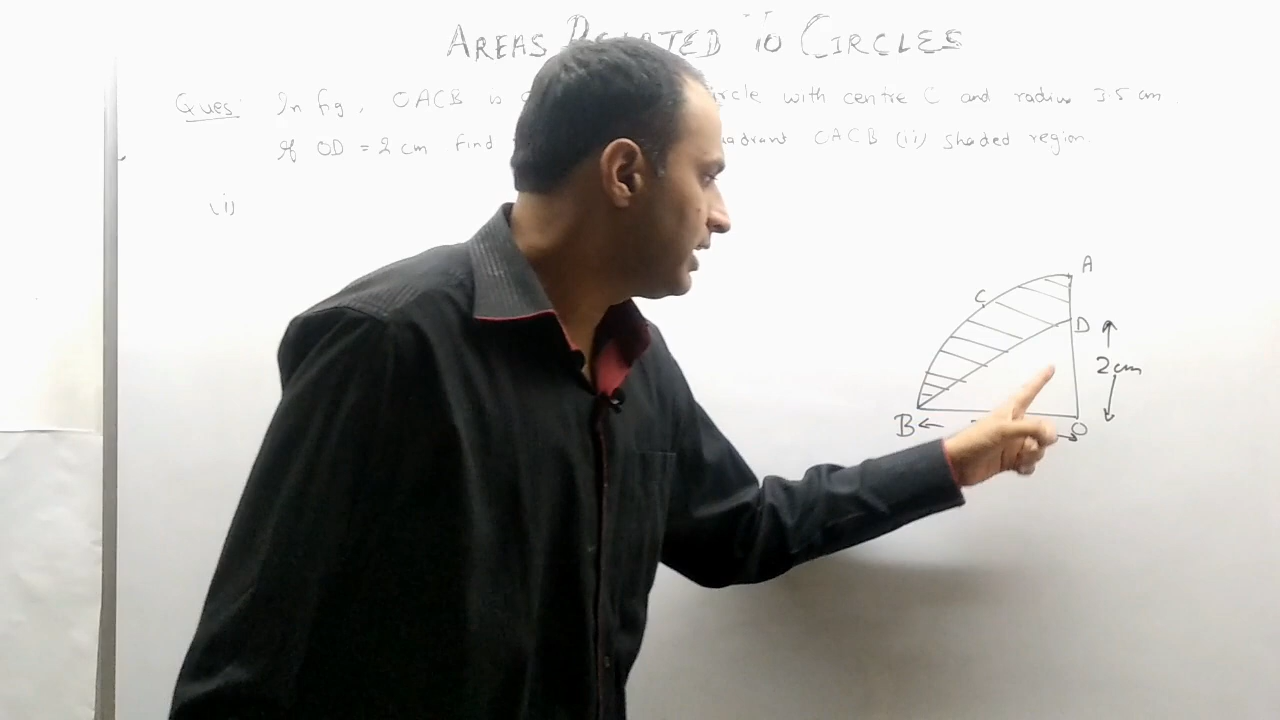 AREAS RELATED TO CIRCLES
Ques: In fig, OACB is circle with centre C and radius 3.5 cm.
If OD = 2 cm find quadrant OACB (ii) shaded region.
(i)
A
C
D
2cm
B
O